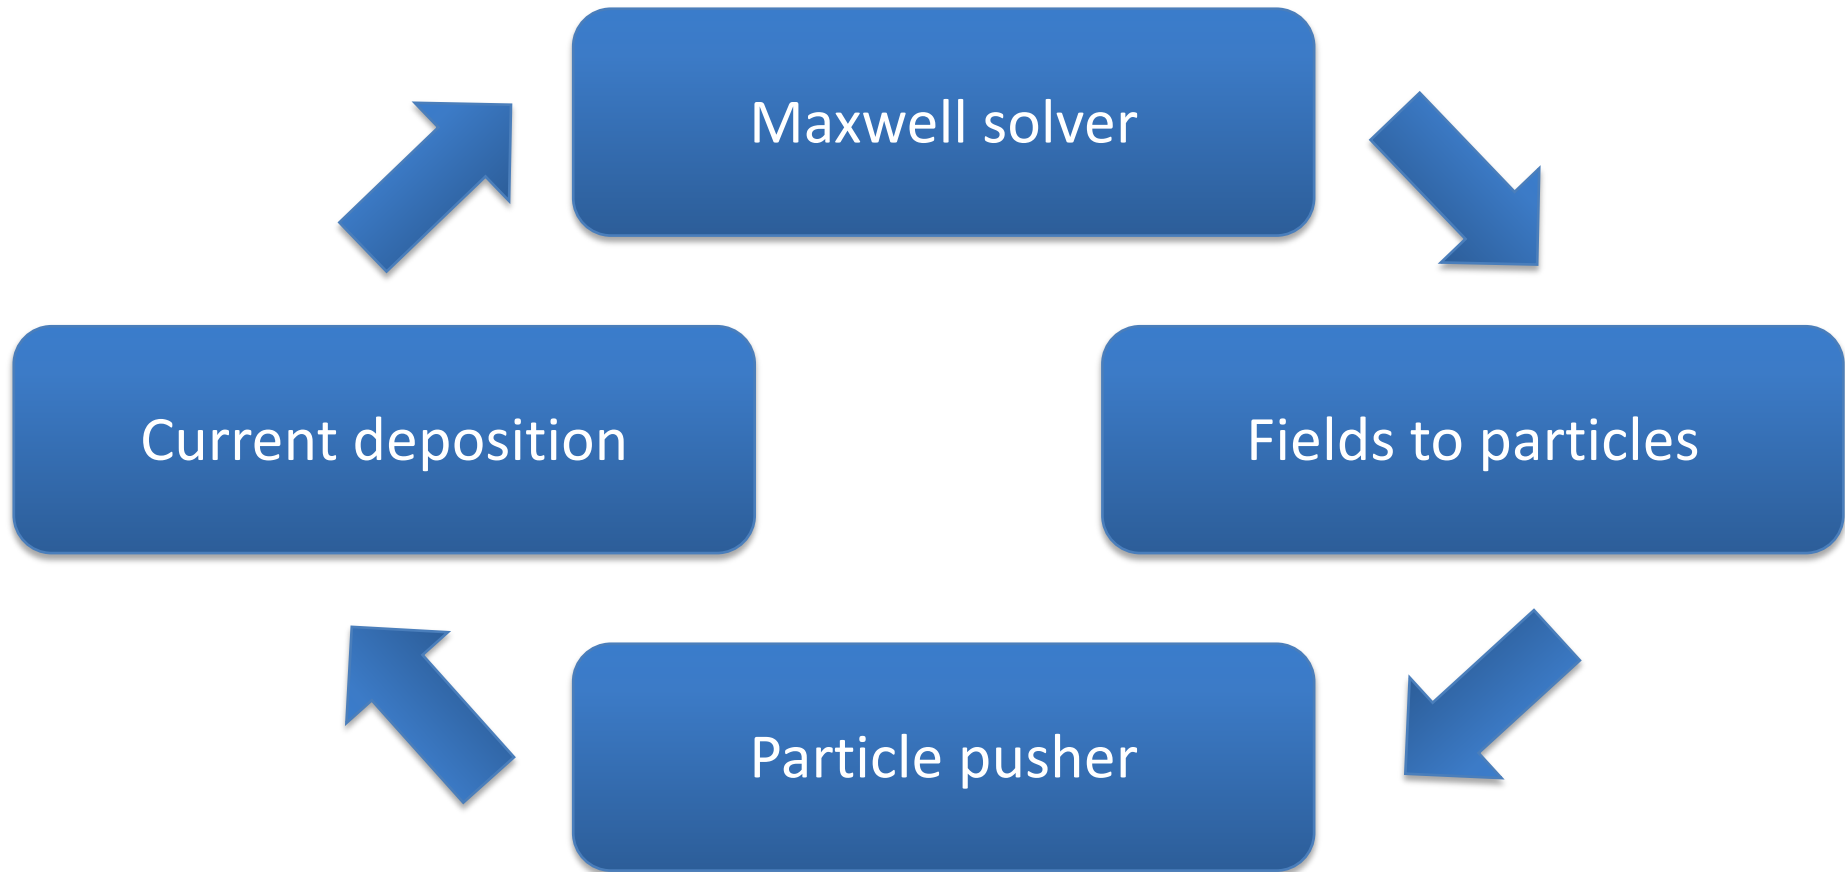 Maxwell solver
Current deposition
Fields to particles
Particle pusher